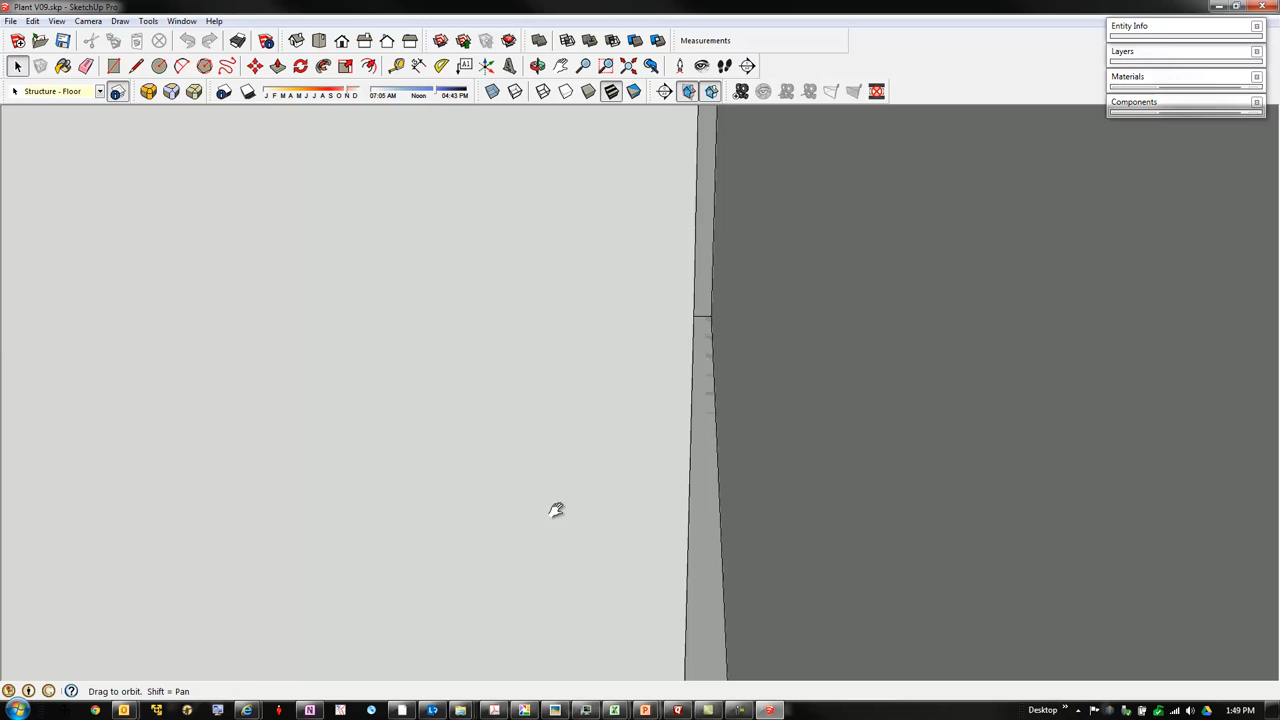 Plant V09.skp - SketchUp Pro
File Edit View Camera Draw Tools Window Help
Measurements
Structure - Floor
J F M A M J J A S O N D
07:05 AM Noon 04:43 PM
Entity Info
Layers
Materials
Components
Drag to orbit. Shift = Pan
Desktop
1:49 PM